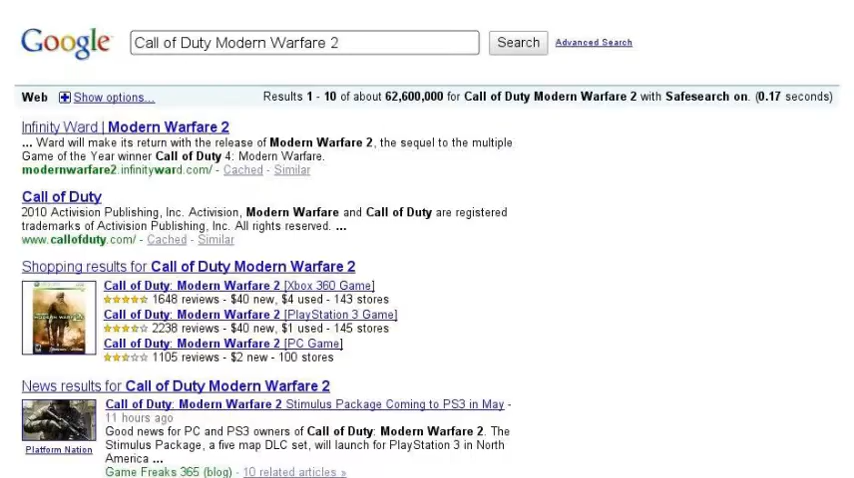 Google Call of Duty Modern Warfare 2 Search Advanced Search
Web Show options... Results 1 - 10 of about 62,600,000 for Call of Duty Modern Warfare 2 with Safesearch on. (0.17 seconds)
Infinity Ward | Modern Warfare 2
... Ward will make its return with the release of Modern Warfare 2, the sequel to the multiple
Game of the Year winner Call of Duty 4: Modern Warfare.
modernwarfare2.infinityward.com/ - Cached - Similar
Call of Duty
2010 Activision Publishing, Inc. Activision, Modern Warfare and Call of Duty are registered
trademarks of Activision Publishing, Inc. All rights reserved. ...
www.callofduty.com/ - Cached - Similar
Shopping results for Call of Duty Modern Warfare 2
Call of Duty: Modern Warfare 2 [Xbox 360 Game]
1648 reviews - $40 new, $4 used - 143 stores
Call of Duty: Modern Warfare 2 [PlayStation 3 Game]
2238 reviews - $40 new, $1 used - 145 stores
Call of Duty: Modern Warfare 2 [PC Game]
1105 reviews - $2 new - 100 stores
News results for Call of Duty Modern Warfare 2
Call of Duty: Modern Warfare 2 Stimulus Package Coming to PS3 in May -
11 hours ago
Good news for PC and PS3 owners of Call of Duty: Modern Warfare 2. The
Stimulus Package, a five map DLC set, will launch for PlayStation 3 in North
America ...
Platform Nation
Game Freaks 365 (blog) - 10 related articles »